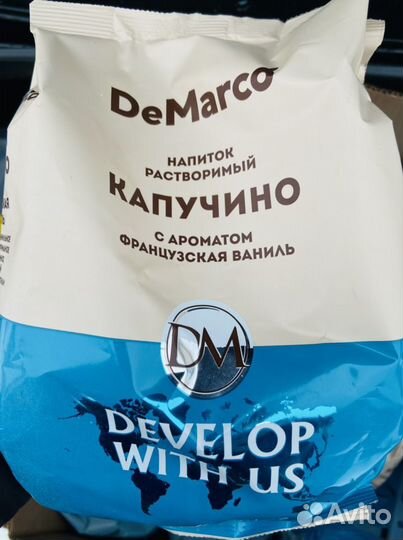 DeMarco
НАПИТОК
РАСТВОРИМЫЙ
КАПУЧИНО
С АРОМАТОМ
ФРАНЦУЗСКАЯ ВАНИЛЬ
DM
DEVELOP
WITH US
Avito